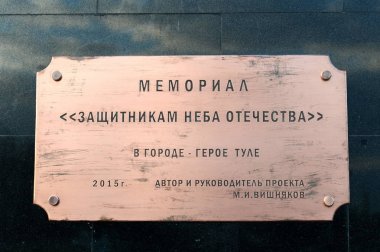 МЕМОРИАЛ
<<ЗАЩИТНИКАМ НЕБА ОТЕЧЕСТВА>>
В ГОРОДЕ - ГЕРОЕ ТУЛЕ
2015г. АВТОР И РУКОВОДИТЕЛЬ ПРОЕКТА
М.И.ВИШНЯКОВ